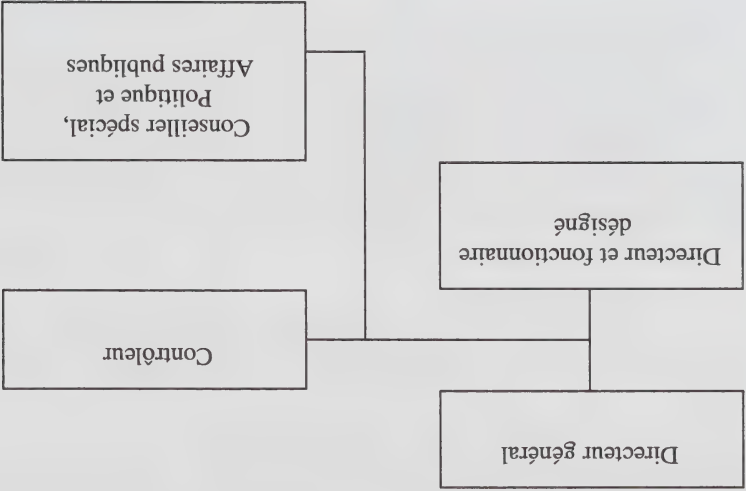 Directeur général
Contrôleur
Directeur et fonctionnaire
désigné
Conseiller spécial,
Politique et
Affaires publiques